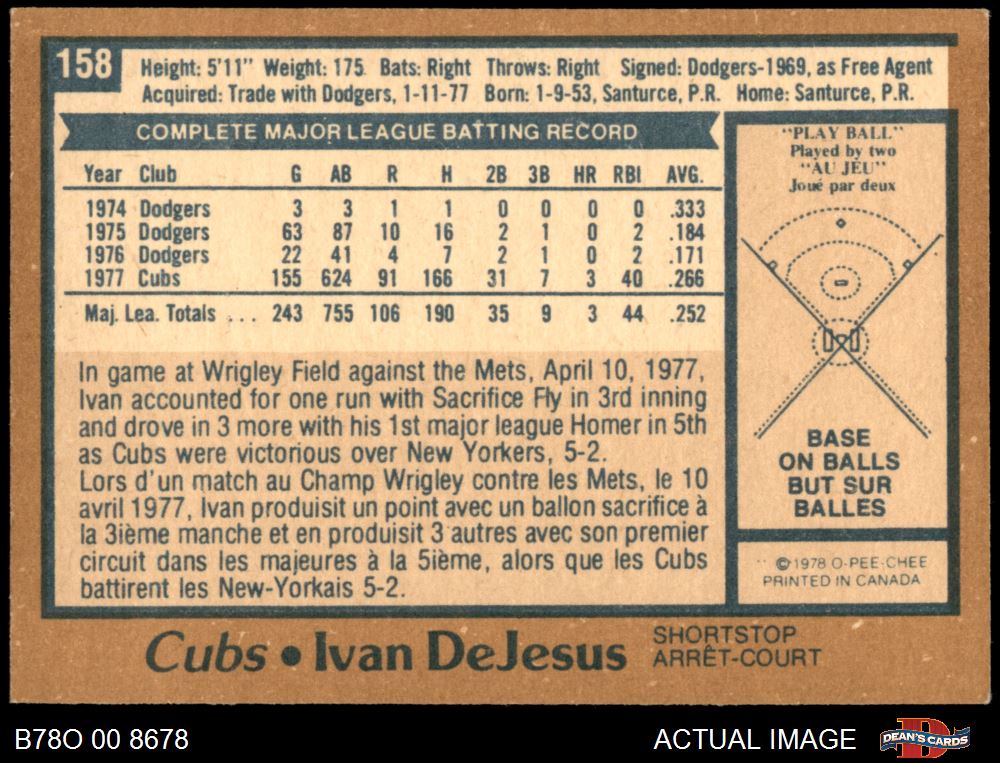 158
Height: 5'11" Weight: 175 Bats: Right Throws: Right Signed: Dodgers-1969, as Free Agent
Acquired: Trade with Dodgers, 1-11-77 Born: 1-9-53, Santurce, P.R. Home: Santurce, P.R.
COMPLETE MAJOR LEAGUE BATTING RECORD
Year Club G AB R H 2B 3B HR RBI AVG.
1974 Dodgers 3 3 1 1 0 0 0 0 .333
1975 Dodgers 63 87 10 16 2 1 0 2 .184
1976 Dodgers 22 41 4 7 2 1 0 2 .171
1977 Cubs 155 624 91 166 31 7 3 40 .266
Maj. Lea. Totals ... 243 755 106 190 35 9 3 44 .252
In game at Wrigley Field against the Mets, April 10, 1977,
Ivan accounted for one run with Sacrifice Fly in 3rd inning
and drove in 3 more with his 1st major league Homer in 5th
as Cubs were victorious over New Yorkers, 5-2.
Lors d'un match au Champ Wrigley contre les Mets, le 10
avril 1977, Ivan produisit un point avec un ballon sacrifice à
la 3ième manche et en produisit 3 autres avec son premier
circuit dans les majeures à la 5ième, alors que les Cubs
battirent les New-Yorkais 5-2.
"PLAY BALL"
Played by two
"AU JEU"
Joué par deux
BASE
ON BALLS
BUT SUR
BALLES
©1978 O-PEE-CHEE
PRINTED IN CANADA
Cubs • Ivan DeJesus
SHORTSTOP
ARRÊT-COURT
B78O 00 8678
ACTUAL IMAGE
D
DEAN'S CARDS